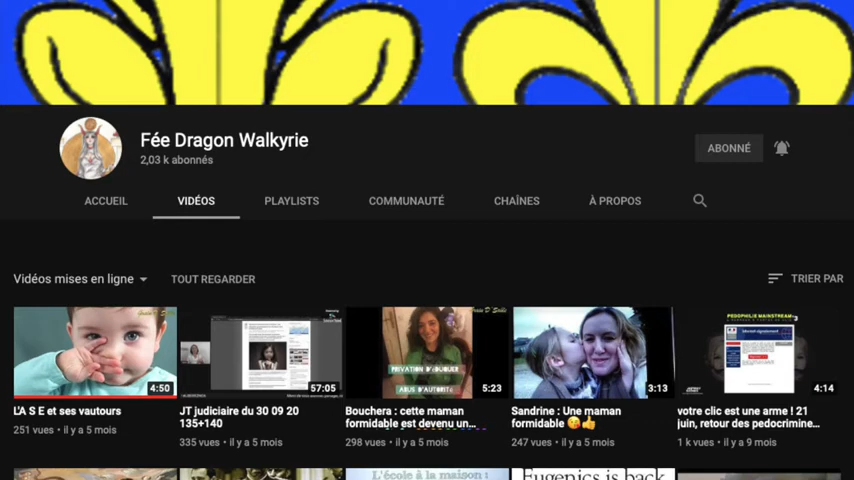 Fée Dragon Walkyrie
2,03 k abonnés
ABONNÉ
ACCUEIL VIDÉOS PLAYLISTS COMMUNAUTÉ CHAÎNES À PROPOS
Vidéos mises en ligne TOUT REGARDER TRIER PAR
4:50
57:05
PRIVATION D'ÉDUQUER
ABUS D'AUTORITÉ
5:23
3:13
PEDOPHILIE MAINSTREAM
4:14
L'A S E et ses vautours
251 vues • il y a 5 mois
JT judiciaire du 30 09 20
135+140
335 vues • il y a 5 mois
Bouchera : cette maman
formidable est devenu un...
298 vues • il y a 5 mois
Sandrine : Une maman
formidable 😘👍
247 vues • il y a 5 mois
votre clic est une arme ! 21
juin, retour des pedocrimine...
1 k vues • il y a 9 mois
L'école à la maison :
Eugenics is back